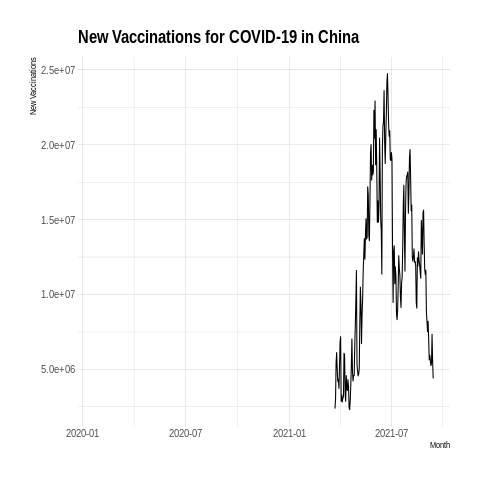 New Vaccinations for COVID-19 in China
New Vaccinations
2.5e+07
2.0e+07
1.5e+07
1.0e+07
5.0e+06
2020-01
2020-07
2021-01
2021-07
Month